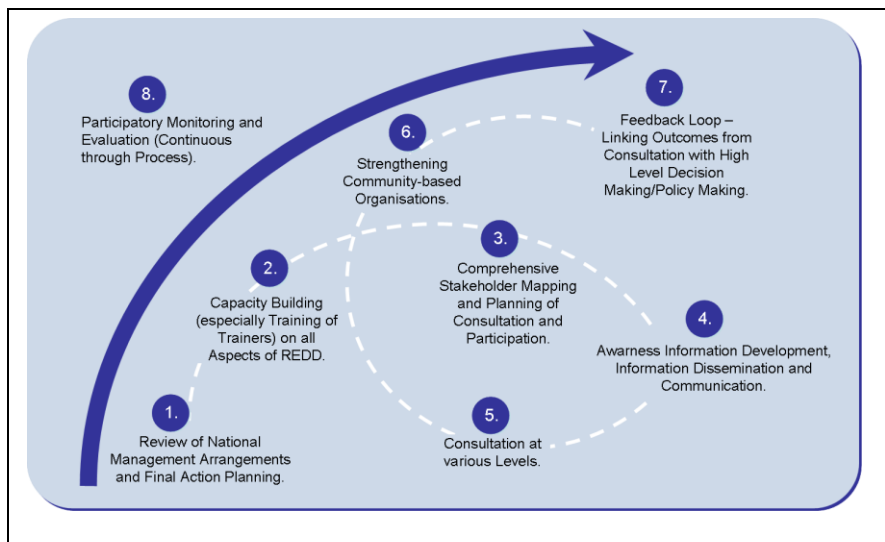 8.
Participatory Monitoring and
Evaluation (Continuous
through Process).
7.
Feedback Loop –
Linking Outcomes from
Consultation with High
Level Decision
Making/Policy Making.
6.
Strengthening
Community-based
Organisations.
3.
Comprehensive
Stakeholder Mapping
and Planning of
Consultation and
Participation.
2.
Capacity Building
(especially Training of
Trainers) on all
Aspects of REDD.
4.
Awarness Information Development,
Information Dissemination and
Communication.
1.
Review of National
Management Arrangements
and Final Action Planning.
5.
Consultation at
various Levels.